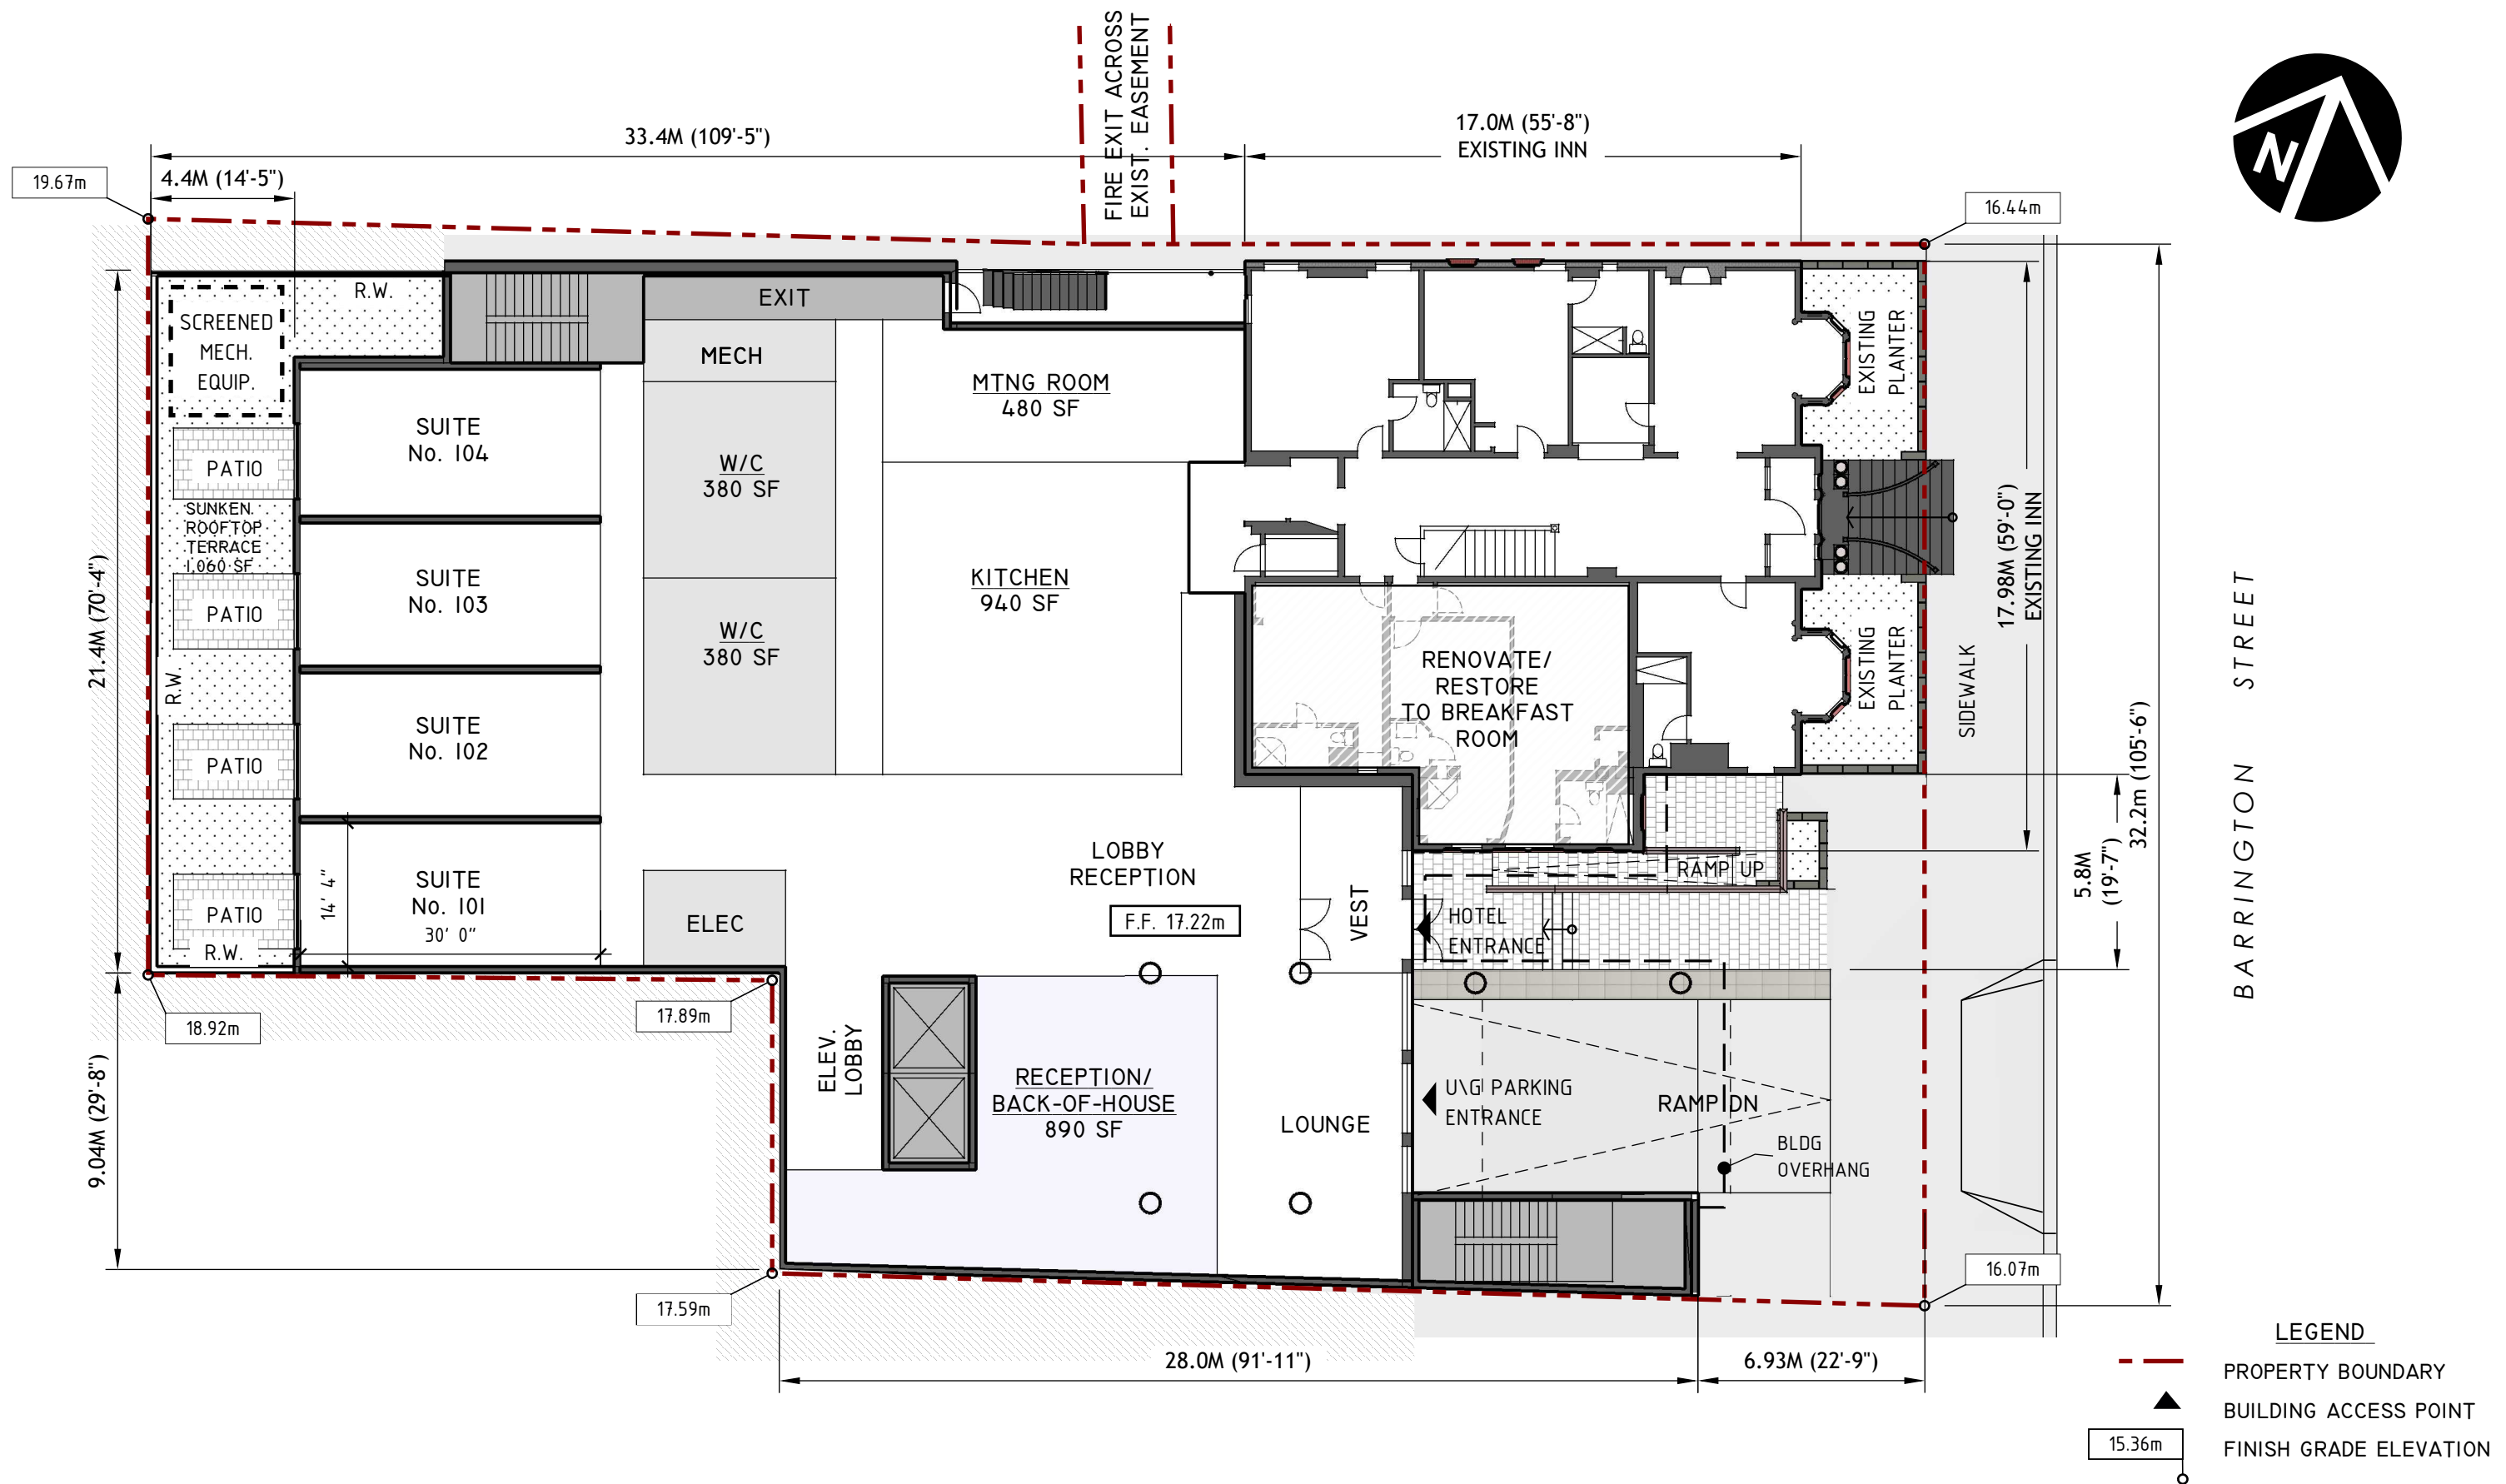 FIRE EXIT ACROSS
EXIST. EASEMENT
33.4M (109'-5")
17.0M (55'-8")
EXISTING INN
N
19.67m
4.4M (14'-5")
16.44m
R.W.
EXIT
SCREENED
MECH.
EQUIP.
MECH
MTNG ROOM
480 SF
EXISTING
PLANTER
SUITE
No. 104
PATIO
W/C
380 SF
SUNKEN
ROOFTOP
TERRACE
1,060 SF
17.98M (59'-0")
EXISTING INN
21.4M (70'-4")
SUITE
No. 103
PATIO
KITCHEN
940 SF
W/C
380 SF
RENOVATE/
RESTORE
TO BREAKFAST
ROOM
EXISTING
PLANTER
SIDEWALK
BARRINGTON STREET
R.W
SUITE
No. 102
PATIO
32.2m (105'-6")
5.8M
(19'-7")
LOBBY
RECEPTION
RAMP UP
14' 4"
SUITE
No. 101
30' 0"
PATIO
R.W.
ELEC
F.F. 17.22m
VEST
HOTEL
ENTRANCE
18.92m
17.89m
ELEV.
LOBBY
RECEPTION/
BACK-OF-HOUSE
890 SF
LOUNGE
U\G PARKING
ENTRANCE
RAMP DN
BLDG
OVERHANG
9.04M (29'-8")
17.59m
16.07m
28.0M (91'-11")
6.93M (22'-9")
LEGEND
PROPERTY BOUNDARY
BUILDING ACCESS POINT
15.36m
FINISH GRADE ELEVATION